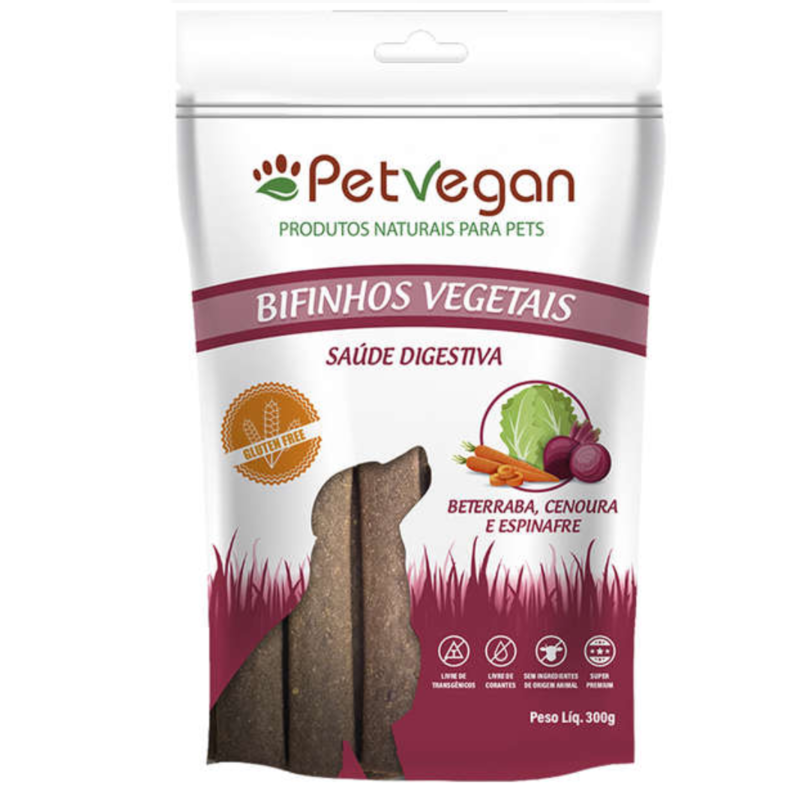 Petvegan
PRODUTOS NATURAIS PARA PETS
BIFINHOS VEGETAIS
SAÚDE DIGESTIVA
GLUTEN FREE
BETERRABA, CENOURA
E ESPINAFRE
LIVRE DE
TRANSGÊNICOS
LIVRE DE
CORANTES
SEM INGREDIENTES
DE ORIGEM ANIMAL
SUPER
PREMIUM
Peso Líq. 300g